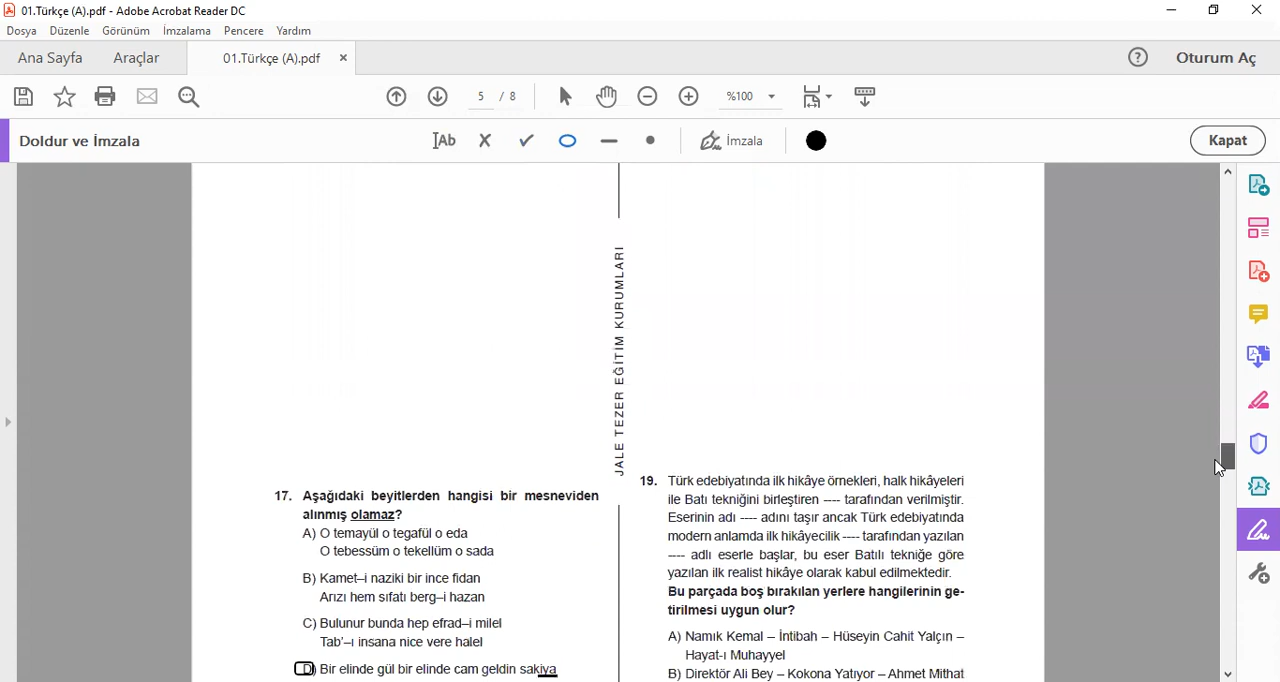 01.Türkçe (A).pdf - Adobe Acrobat Reader DC
Dosya Düzenle Görünüm İmzalama Pencere Yardım
Ana Sayfa Araçlar 01.Türkçe (A).pdf × Oturum Aç
5 / 8 %100
Doldur ve İmzala İmzala Kapat
JALE TEZER EĞİTİM KURUMLARI
17. Aşağıdaki beyitlerden hangisi bir mesneviden
alınmış olamaz?
A) O temayül o tegafül o eda
O tebessüm o tekellüm o sada
B) Kamet–i naziki bir ince fidan
Arızı hem sıfatı berg–i hazan
C) Bulunur bunda hep efrad–i milel
Tab'–ı insana nice vere halel
D) Bir elinde gül bir elinde cam geldin sakiya
19. Türk edebiyatında ilk hikâye örnekleri, halk hikâyeleri
ile Batı tekniğini birleştiren ---- tarafından verilmiştir.
Eserinin adı ---- adını taşır ancak Türk edebiyatında
modern anlamda ilk hikâyecilik ---- tarafından yazılan
---- adlı eserle başlar, bu eser Batılı tekniğe göre
yazılan ilk realist hikâye olarak kabul edilmektedir.
Bu parçada boş bırakılan yerlere hangilerinin ge-
tirilmesi uygun olur?
A) Namık Kemal – İntibah – Hüseyin Cahit Yalçın –
Hayat-ı Muhayyel
B) Direktör Ali Bey – Kokona Yatıyor – Ahmet Mithat